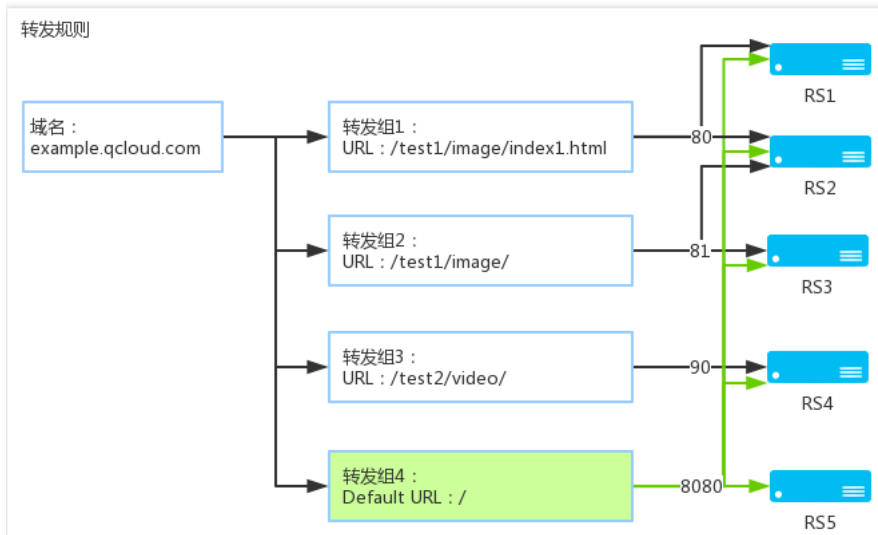 转发规则
域名：
example.qcloud.com
转发组1：
URL：/test1/image/index1.html
80
RS1
RS2
转发组2：
URL：/test1/image/
81
RS3
转发组3：
URL：/test2/video/
90
RS4
转发组4：
Default URL：/
8080
RS5